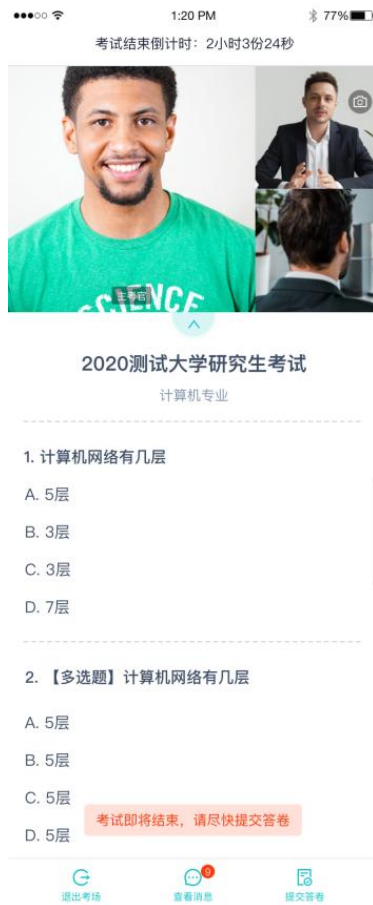 1:20 PM
77%
考试结束倒计时：2小时3份24秒
SCIENCE
主考官
2020测试大学研究生考试
计算机专业
1. 计算机网络有几层
A. 5层
B. 3层
C. 3层
D. 7层
2. 【多选题】计算机网络有几层
A. 5层
B. 5层
C. 5层
考试即将结束，请尽快提交答卷
D. 5层
9
退出考场
查看消息
提交答卷